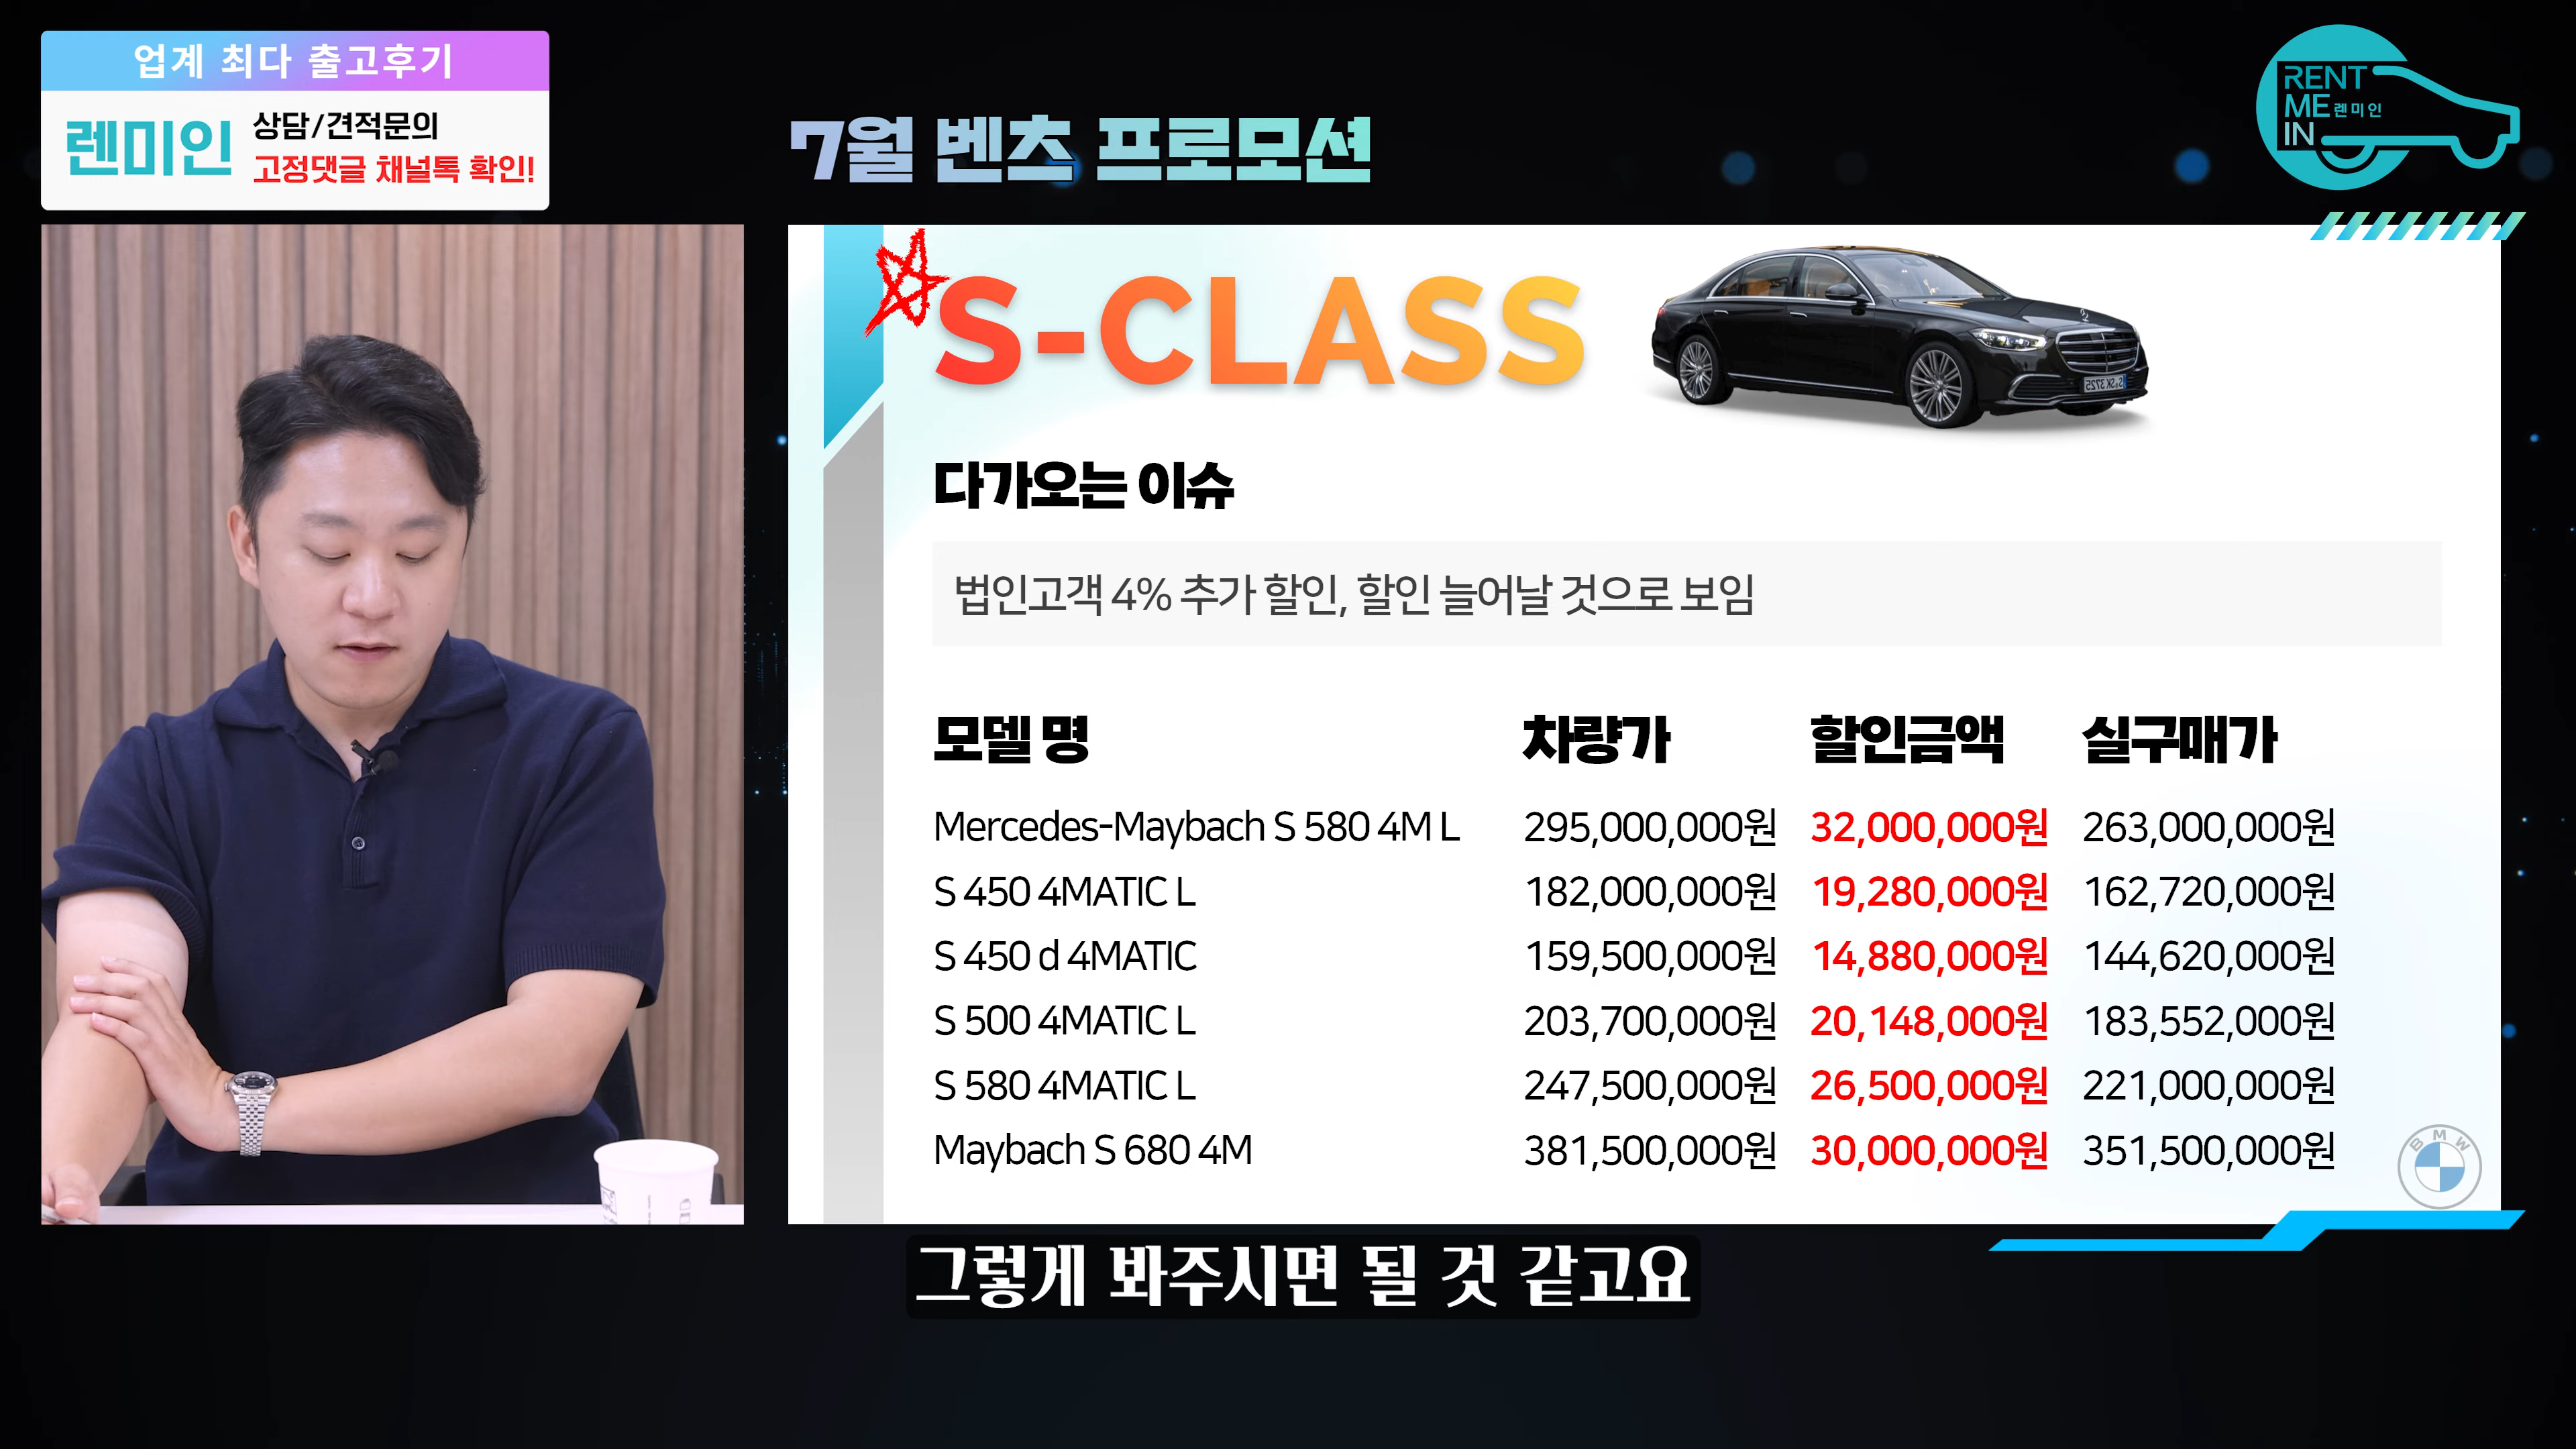 업계 최다 출고후기
렌미인
상담/견적문의
고정댓글 채널톡 확인!
7월 벤츠 프로모션
RENT
ME 렌미인
IN
S-CLASS
다가오는 이슈
법인고객 4% 추가 할인, 할인 늘어날 것으로 보임
모델 명 차량가 할인금액 실구매가
Mercedes-Maybach S 580 4M L 295,000,000원 32,000,000원 263,000,000원
S 450 4MATIC L 182,000,000원 19,280,000원 162,720,000원
S 450 d 4MATIC 159,500,000원 14,880,000원 144,620,000원
S 500 4MATIC L 203,700,000원 20,148,000원 183,552,000원
S 580 4MATIC L 247,500,000원 26,500,000원 221,000,000원
Maybach S 680 4M 381,500,000원 30,000,000원 351,500,000원
BMW
그렇게 봐주시면 될 것 같고요